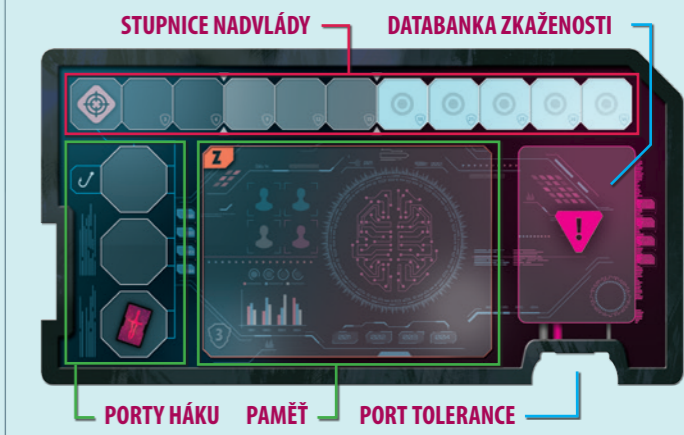 STUPNICE NADVLÁDY DATABANKA ZKAŽENOSTI
Z
!
3
PORTY HÁKU PAMĚŤ PORT TOLERANCE